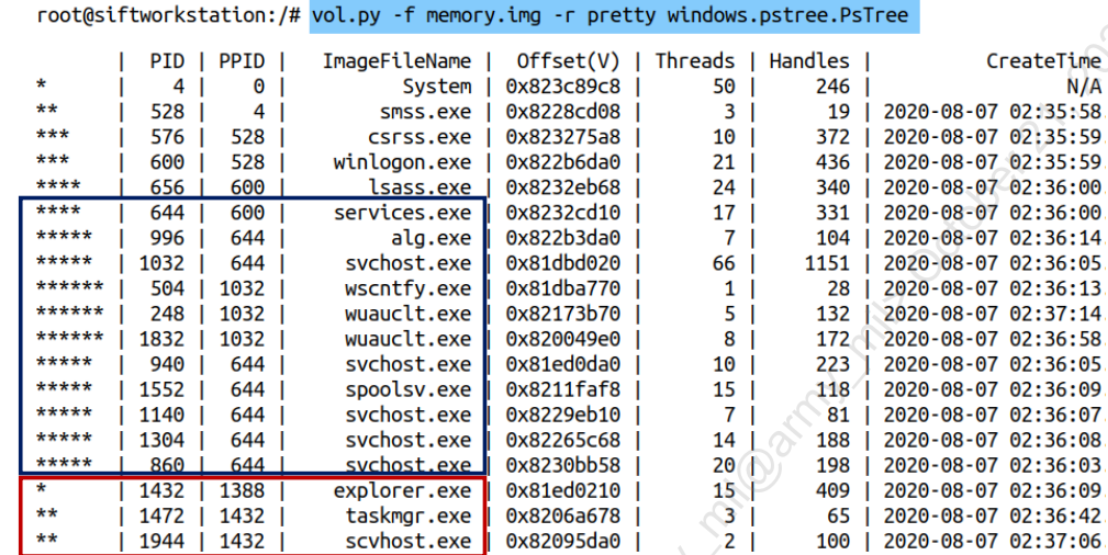 root@siftworkstation:/# vol.py -f memory.img -r pretty windows.pstree.PsTree
| PID | PPID | ImageFileName | Offset(V) | Threads | Handles | CreateTime
* | 4 | 0 | System | 0x823c89c8 | 50 | 246 | N/A
** | 528 | 4 | smss.exe | 0x8228cd08 | 3 | 19 | 2020-08-07 02:35:58.
*** | 576 | 528 | csrss.exe | 0x823275a8 | 10 | 372 | 2020-08-07 02:35:59.
*** | 600 | 528 | winlogon.exe | 0x822b6da0 | 21 | 436 | 2020-08-07 02:35:59.
**** | 656 | 600 | lsass.exe | 0x8232eb68 | 24 | 340 | 2020-08-07 02:36:00.
**** | 644 | 600 | services.exe | 0x8232cd10 | 17 | 331 | 2020-08-07 02:36:00.
***** | 996 | 644 | alg.exe | 0x822b3da0 | 7 | 104 | 2020-08-07 02:36:14.
***** | 1032 | 644 | svchost.exe | 0x81dbd020 | 66 | 1151 | 2020-08-07 02:36:05.
****** | 504 | 1032 | wscntfy.exe | 0x81dba770 | 1 | 28 | 2020-08-07 02:36:13.
****** | 248 | 1032 | wuauclt.exe | 0x82173b70 | 5 | 132 | 2020-08-07 02:37:14.
****** | 1832 | 1032 | wuauclt.exe | 0x820049e0 | 8 | 172 | 2020-08-07 02:36:58.
***** | 940 | 644 | svchost.exe | 0x81ed0da0 | 10 | 223 | 2020-08-07 02:36:05.
***** | 1552 | 644 | spoolsv.exe | 0x8211faf8 | 15 | 118 | 2020-08-07 02:36:09.
***** | 1140 | 644 | svchost.exe | 0x8229eb10 | 7 | 81 | 2020-08-07 02:36:07.
***** | 1304 | 644 | svchost.exe | 0x82265c68 | 14 | 188 | 2020-08-07 02:36:08.
***** | 860 | 644 | svchost.exe | 0x8230bb58 | 20 | 198 | 2020-08-07 02:36:03.
* | 1432 | 1388 | explorer.exe | 0x81ed0210 | 15 | 409 | 2020-08-07 02:36:09.
** | 1472 | 1432 | taskmgr.exe | 0x8206a678 | 3 | 65 | 2020-08-07 02:36:42.
** | 1944 | 1432 | scvhost.exe | 0x82095da0 | 2 | 100 | 2020-08-07 02:37:06.